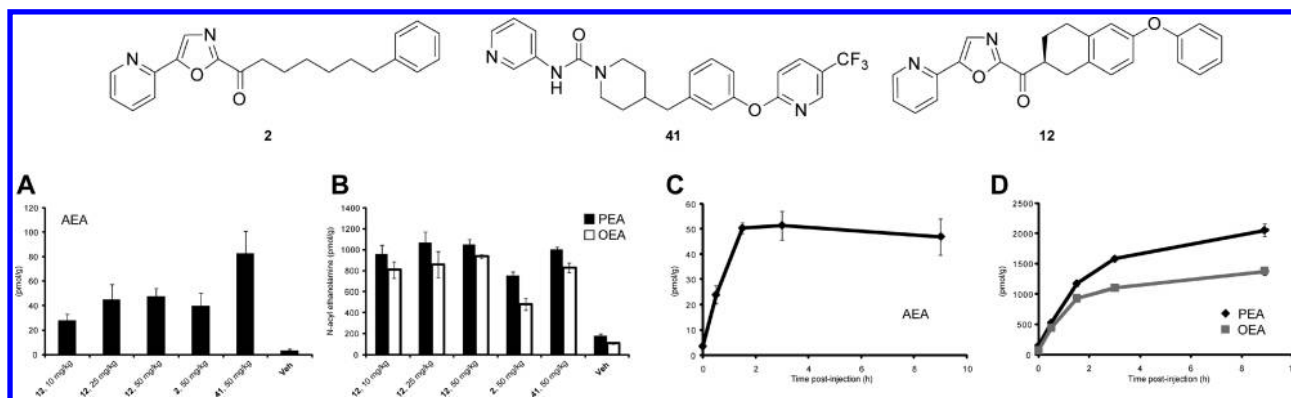 N
N
O
O
2
N
N
H
O
N
O
N
CF3
41
N
N
O
O
O
12
A
AEA
(pmol/g)
120
100
80
60
40
20
0
12, 10 mg/kg
12, 25 mg/kg
12, 50 mg/kg
2, 50 mg/kg
41, 50 mg/kg
Veh
B
N-acyl ethanolamine (pmol/g)
1400
1200
1000
800
600
400
200
0
PEA
OEA
12, 10 mg/kg
12, 25 mg/kg
12, 50 mg/kg
2, 50 mg/kg
41, 50 mg/kg
Veh
C
(pmol/g)
60
50
40
30
20
10
0
AEA
0 2 4 6 8 10
Time post-injection (h)
D
(pmol/g)
2500
2000
1500
1000
500
0
PEA
OEA
0 2 4 6 8
Time post-injection (h)